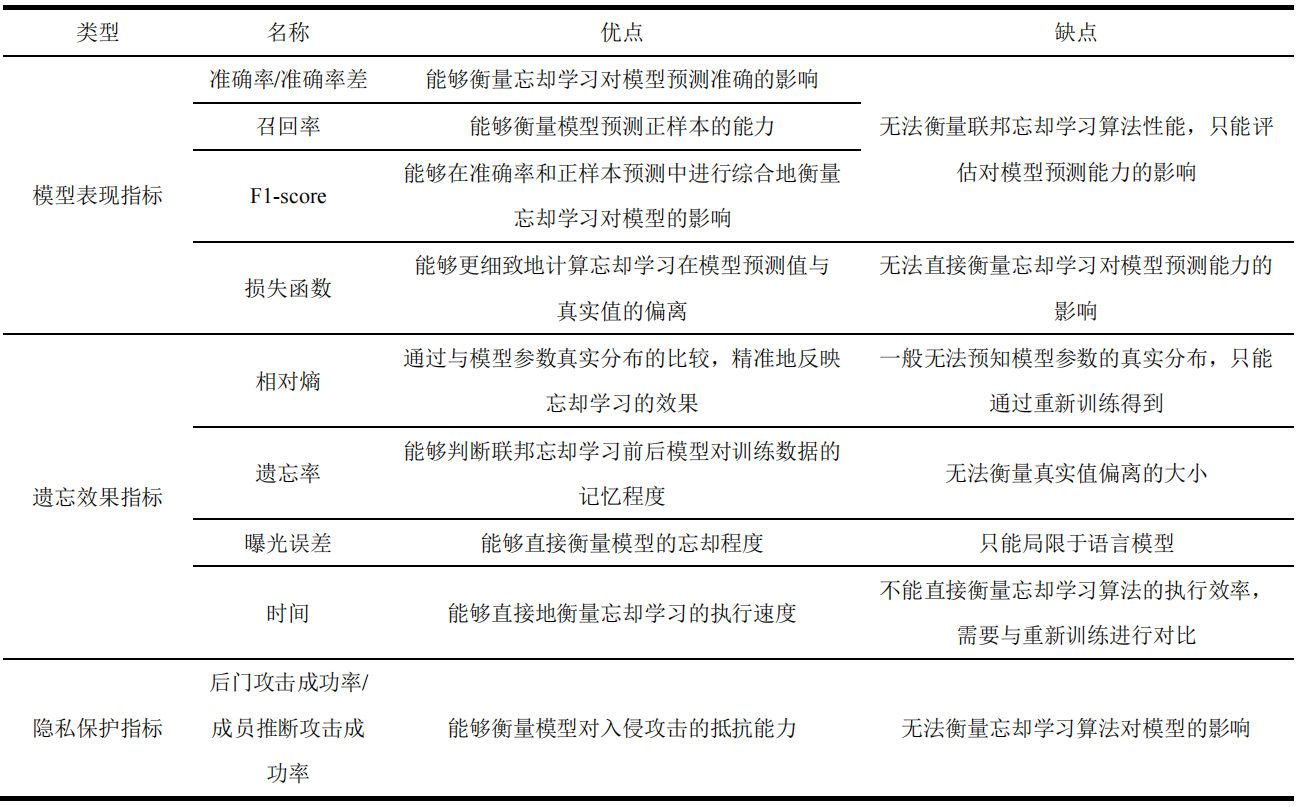 类型 名称 优点 缺点
准确率/准确率差 能够衡量忘却学习对模型预测准确的影响
召回率 能够衡量模型预测正样本的能力 无法衡量联邦忘却学习算法性能，只能评
能够在准确率和正样本预测中进行综合地衡量 估对模型预测能力的影响
模型表现指标 F1-score
忘却学习对模型的影响
能够更细致地计算忘却学习在模型预测值与 无法直接衡量忘却学习对模型预测能力的
损失函数
真实值的偏离 影响
通过与模型参数真实分布的比较，精准地反映 一般无法预知模型参数的真实分布，只能
相对熵
忘却学习的效果 通过重新训练得到
能够判断联邦忘却学习前后模型对训练数据的
遗忘率 无法衡量真实值偏离的大小
遗忘效果指标 记忆程度
曝光误差 能够直接衡量模型的忘却程度 只能局限于语言模型
不能直接衡量忘却学习算法的执行效率，
时间 能够直接地衡量忘却学习的执行速度
需要与重新训练进行对比
后门攻击成功率/
隐私保护指标 成员推断攻击成 能够衡量模型对入侵攻击的抵抗能力 无法衡量忘却学习算法对模型的影响
功率